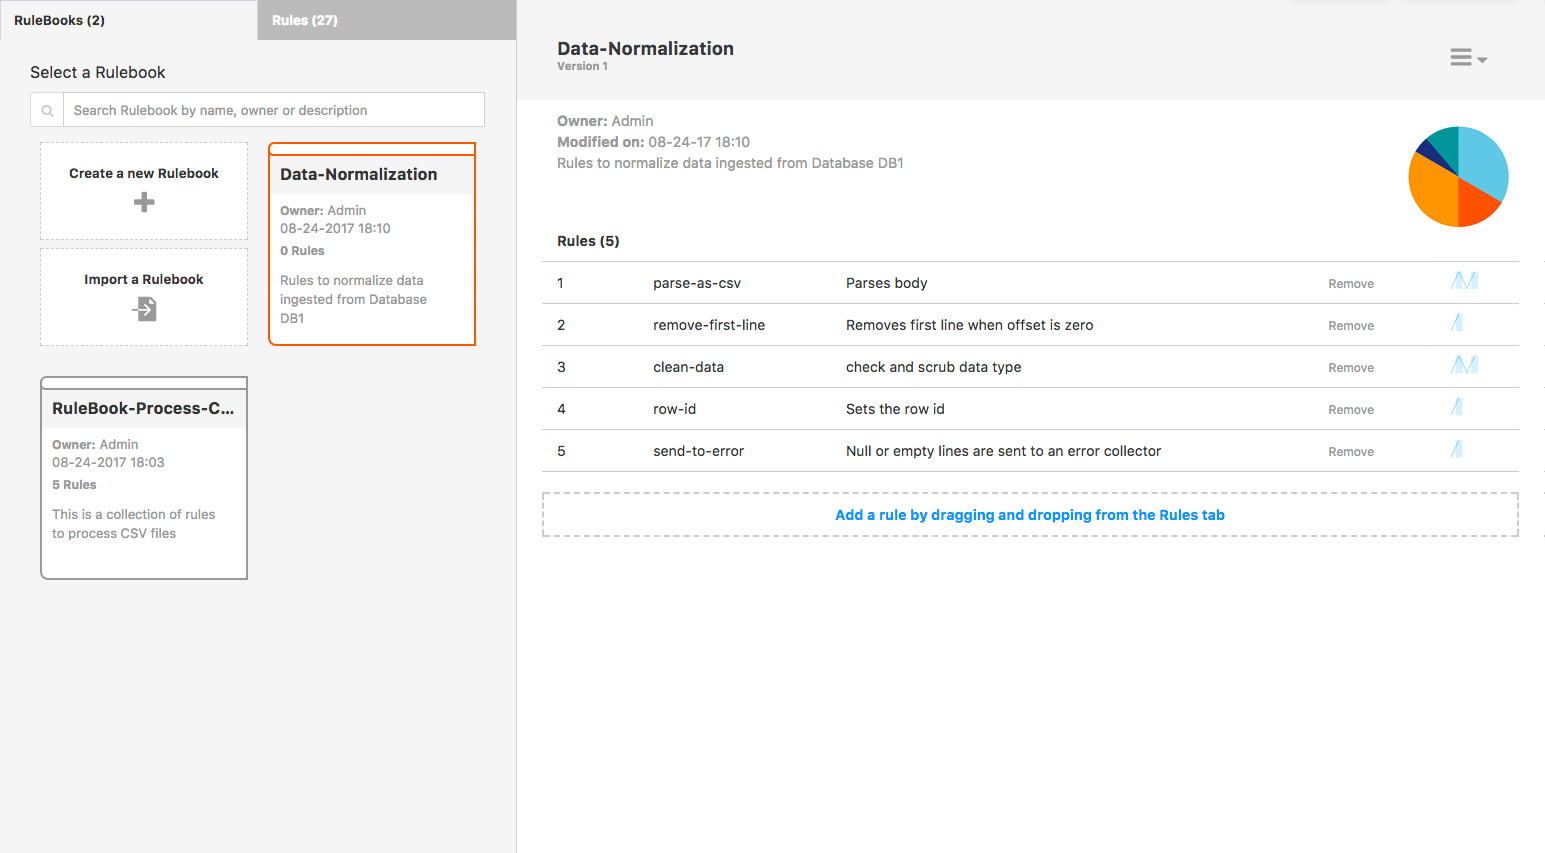 RuleBooks (2)
Rules (27)
Select a Rulebook
Search Rulebook by name, owner or description
Create a new Rulebook
Import a Rulebook
Data-Normalization
Owner: Admin
08-24-2017 18:10
0 Rules
Rules to normalize data
ingested from Database
DB1
RuleBook-Process-C...
Owner: Admin
08-24-2017 18:03
5 Rules
This is a collection of rules
to process CSV files
Data-Normalization
Version 1
Owner: Admin
Modified on: 08-24-17 18:10
Rules to normalize data ingested from Database DB1
Rules (5)
1 parse-as-csv Parses body Remove
2 remove-first-line Removes first line when offset is zero Remove
3 clean-data check and scrub data type Remove
4 row-id Sets the row id Remove
5 send-to-error Null or empty lines are sent to an error collector Remove
Add a rule by dragging and dropping from the Rules tab